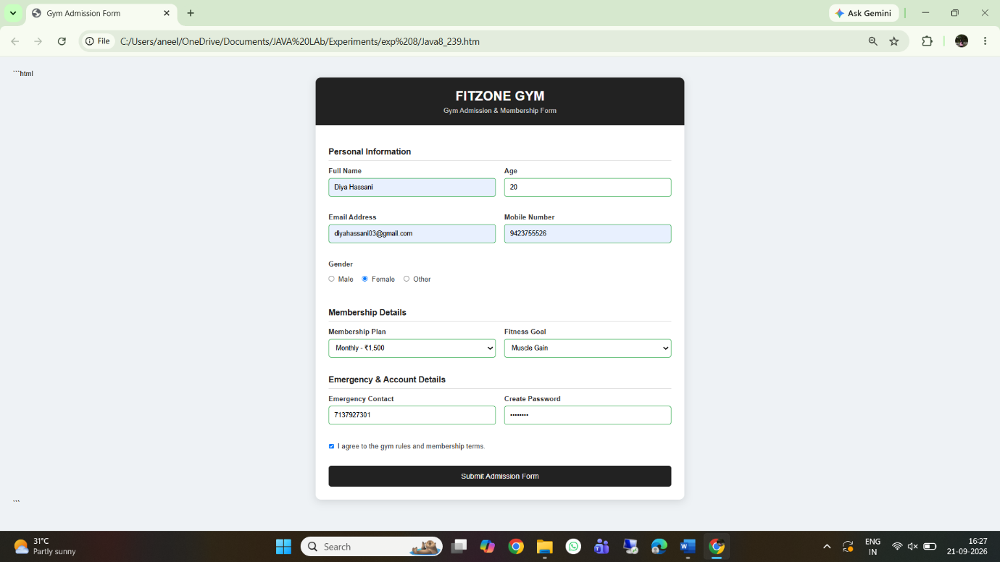 Gym Admission Form
Ask Gemini
File
C:/Users/aneel/OneDrive/Documents/JAVA%20LAb/Experiments/exp%208/Java8_239.htm
```html
FITZONE GYM
Gym Admission & Membership Form
Personal Information
Full Name Age
Diya Hassani 20
Email Address Mobile Number
diyahassani03@gmail.com 9423755526
Gender
Male Female Other
Membership Details
Membership Plan Fitness Goal
Monthly - ₹1,500 Muscle Gain
Emergency & Account Details
Emergency Contact Create Password
7137927301 ••••••••
I agree to the gym rules and membership terms.
Submit Admission Form
```
31°C
Partly sunny
Search
ENG
IN
16:27
21-09-2026